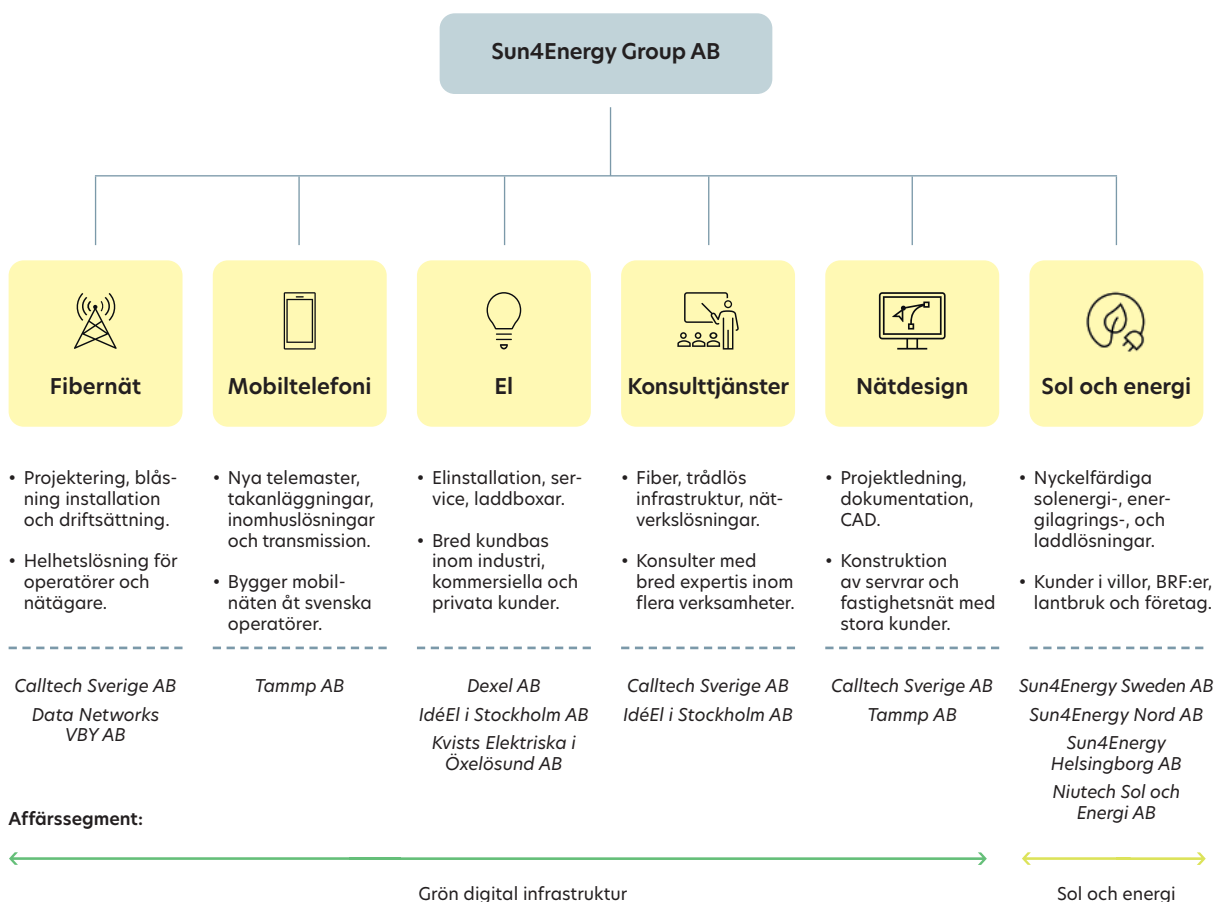 Sun4Energy Group AB
Fibernät
• Projektering, blås-
ning installation
och driftsättning.
• Helhetslösning för
operatörer och
nätägare.
Calltech Sverige AB
Data Networks
VBY AB
Mobiltelefoni
• Nya telemaster,
takanläggningar,
inomhuslösningar
och transmission.
• Bygger mobil-
näten åt svenska
operatörer.
Tammp AB
El
• Elinstallation, ser-
vice, laddboxar.
• Bred kundbas
inom industri,
kommersiella och
privata kunder.
Dexel AB
IdéEl i Stockholm AB
Kvists Elektriska i
Öxelösund AB
Konsulttjänster
• Fiber, trådlös
infrastruktur, nät-
verkslösningar.
• Konsulter med
bred expertis inom
flera verksamheter.
Calltech Sverige AB
IdéEl i Stockholm AB
Nätdesign
• Projektledning,
dokumentation,
CAD.
• Konstruktion
av servrar och
fastighetsnät med
stora kunder.
Calltech Sverige AB
Tammp AB
Sol och energi
• Nyckelfärdiga
solenergi-, ener-
gilagrings-, och
laddlösningar.
• Kunder i villor, BRF:er,
lantbruk och företag.
Sun4Energy Sweden AB
Sun4Energy Nord AB
Sun4Energy
Helsingborg AB
Niutech Sol och
Energi AB
Affärssegment:
Grön digital infrastruktur
Sol och energi